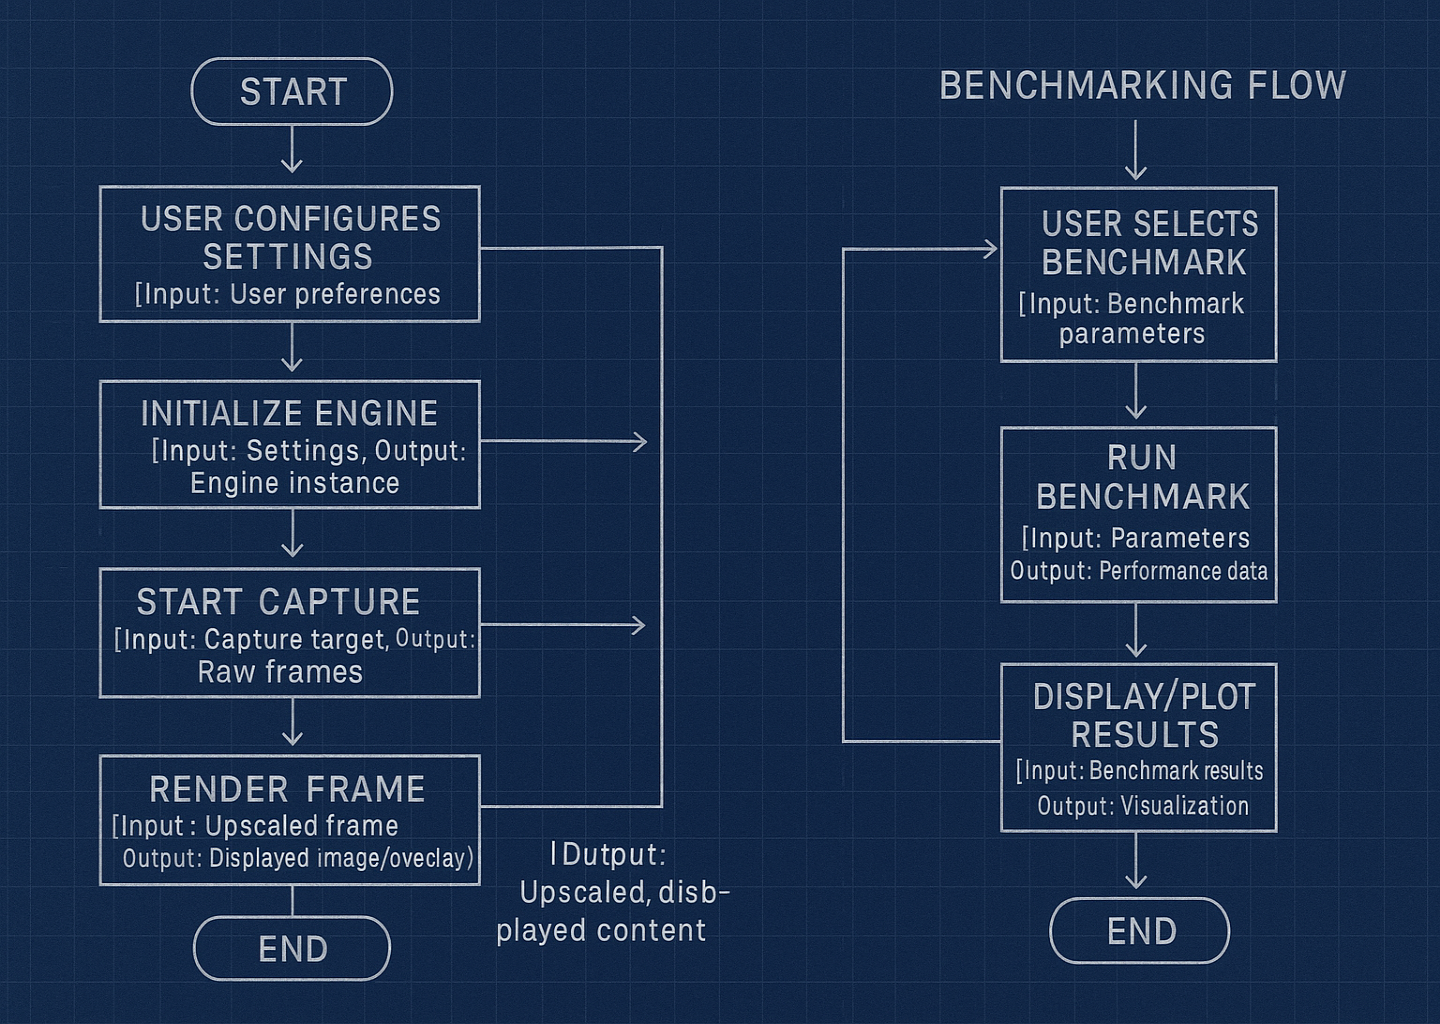 START
USER CONFIGURES
SETTINGS
[Input: User preferences
INITIALIZE ENGINE
[Input: Settings, Output:
Engine instance
START CAPTURE
[Input: Capture target, Output:
Raw frames
RENDER FRAME
[Input : Upscaled frame
Output: Displayed image/oveclay)
END
|Dutput:
Upscaled, disb-
played content
BENCHMARKING FLOW
USER SELECTS
BENCHMARK
[Input: Benchmark
parameters
RUN
BENCHMARK
[Input: Parameters
Output: Performance data
DISPLAY/PLOT
RESULTS
[Input: Benchmark results
Output: Visualization
END